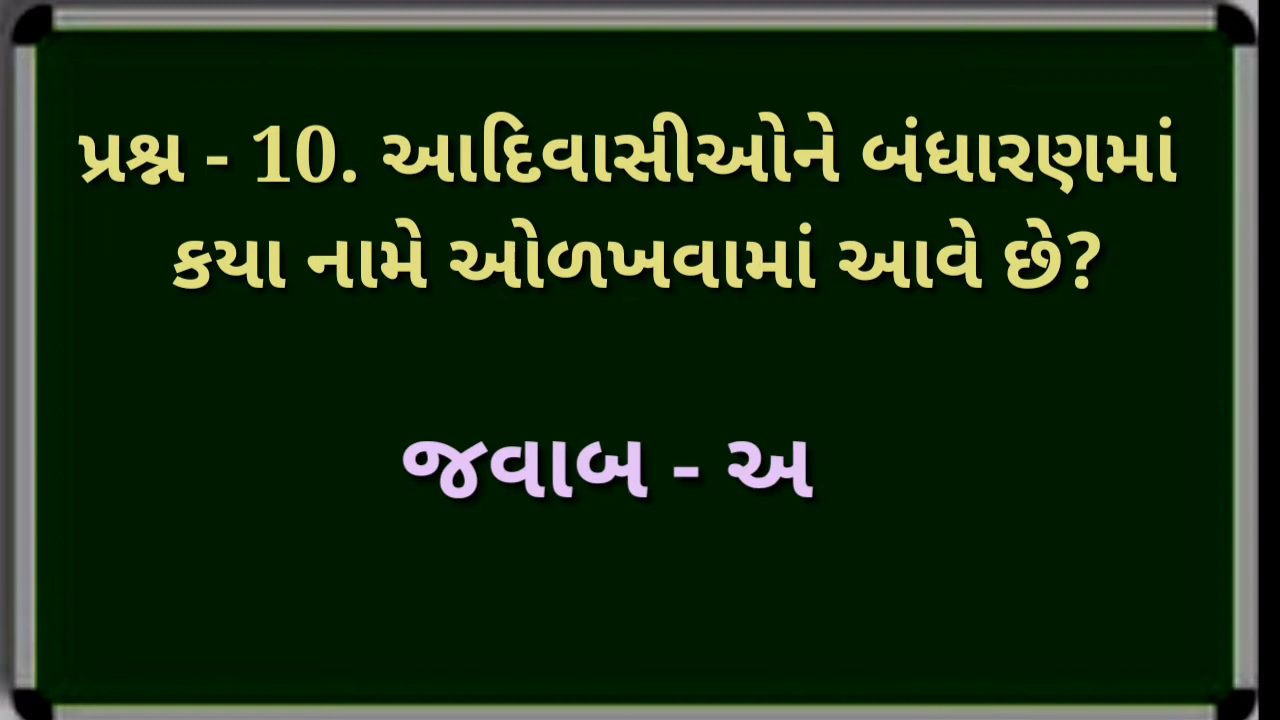 પ્રશ્ન - 10. આદિવાસીઓને બંધારણમાં
કયા નામે ઓળખવામાં આવે છે?
જવાબ - અ